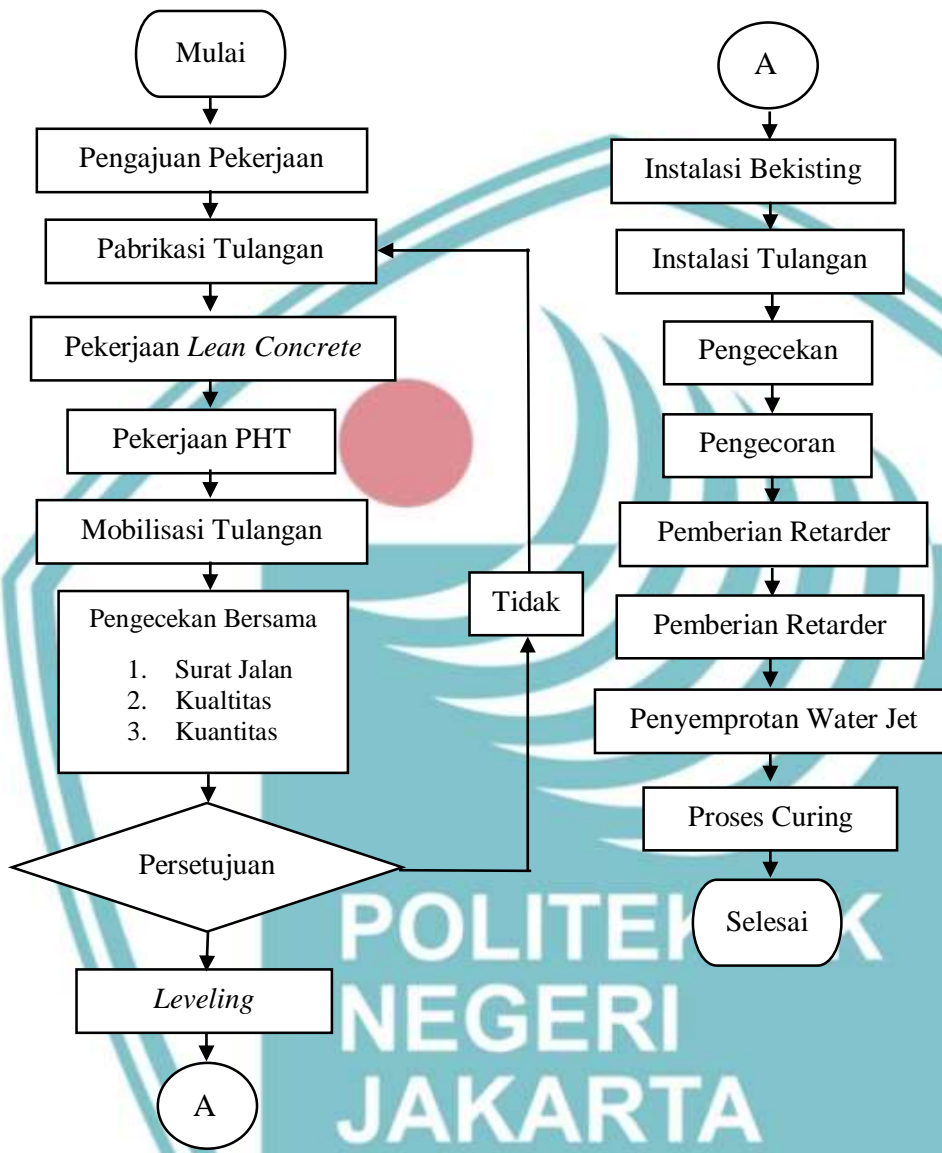 Mulai
Pengajuan Pekerjaan
Pabrikasi Tulangan
Pekerjaan Lean Concrete
Pekerjaan PHT
Mobilisasi Tulangan
Pengecekan Bersama
1. Surat Jalan
2. Kualtitas
3. Kuantitas
Tidak
Persetujuan
Leveling
A
A
Instalasi Bekisting
Instalasi Tulangan
Pengecekan
Pengecoran
Pemberian Retarder
Pemberian Retarder
Penyemprotan Water Jet
Proses Curing
Selesai
NEGERI
JAKARTA